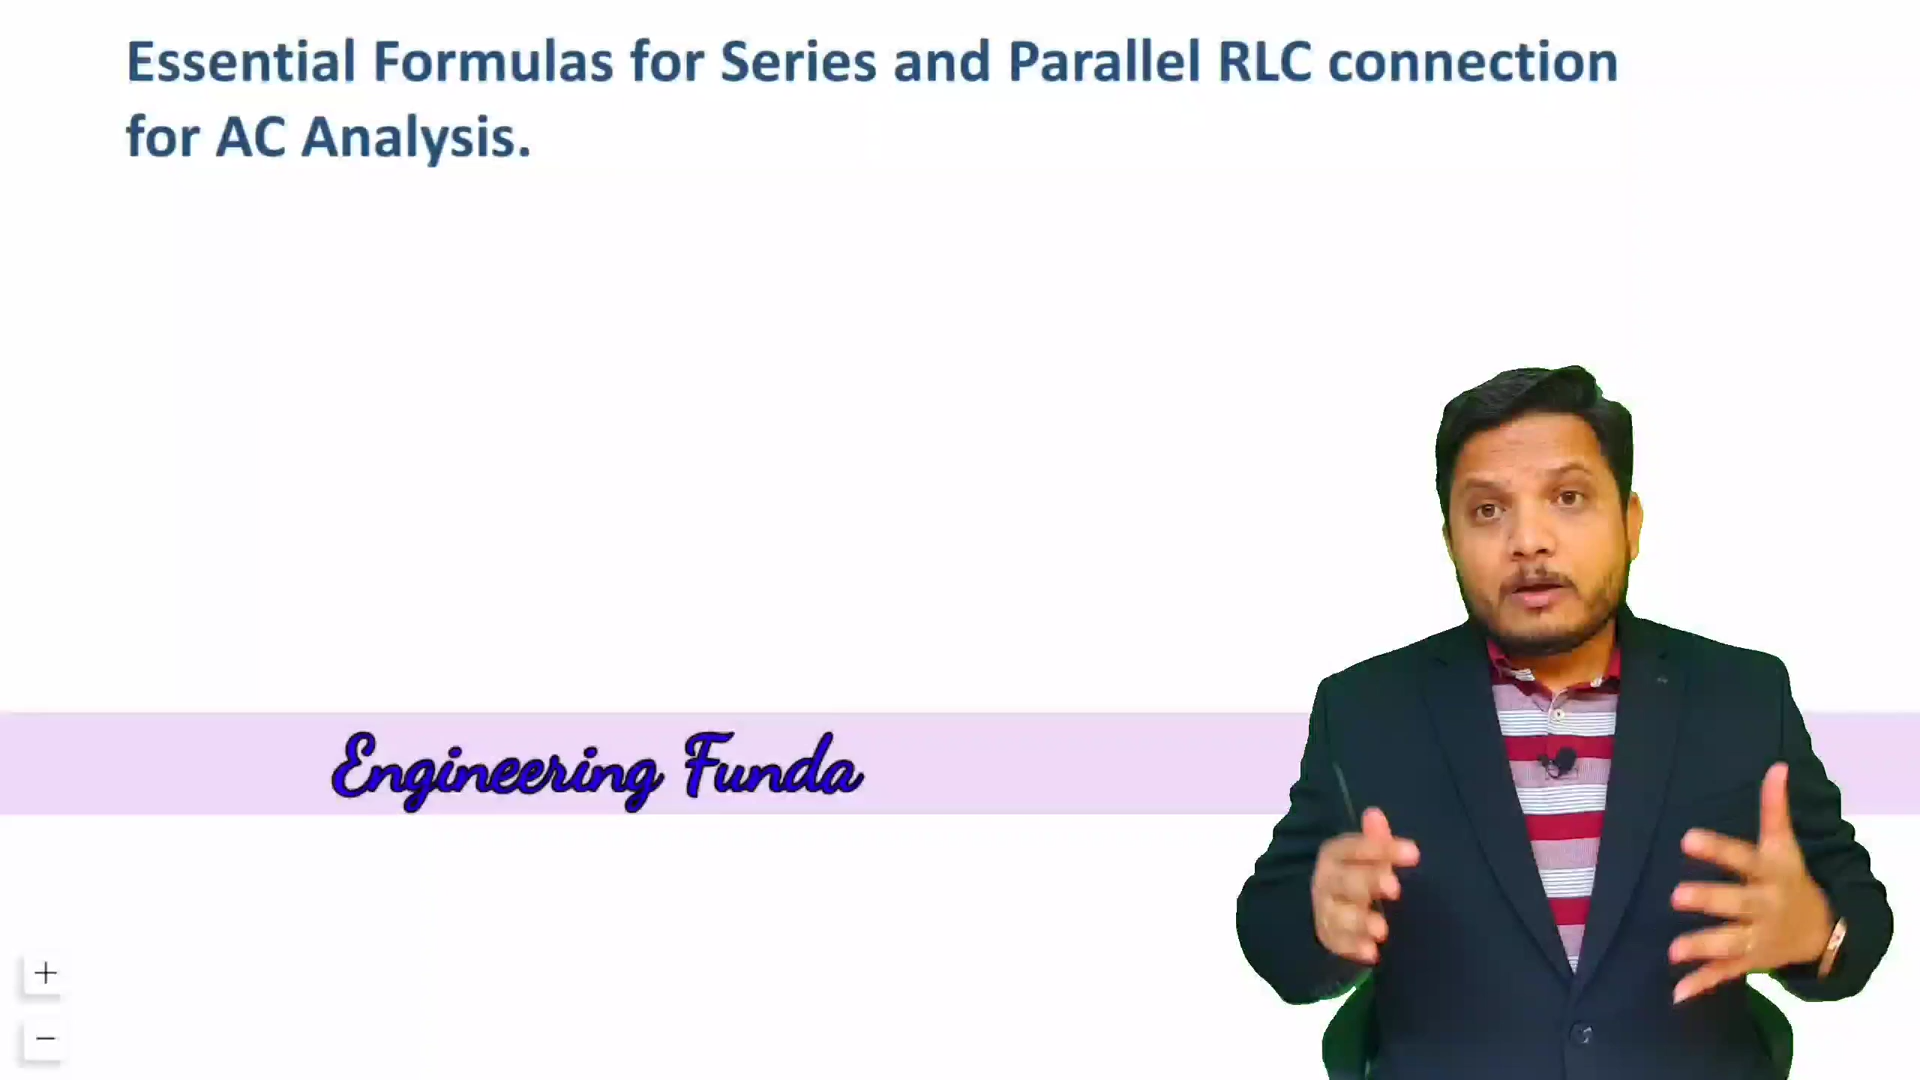 Essential Formulas for Series and Parallel RLC connection
for AC Analysis.
Engineering Funda